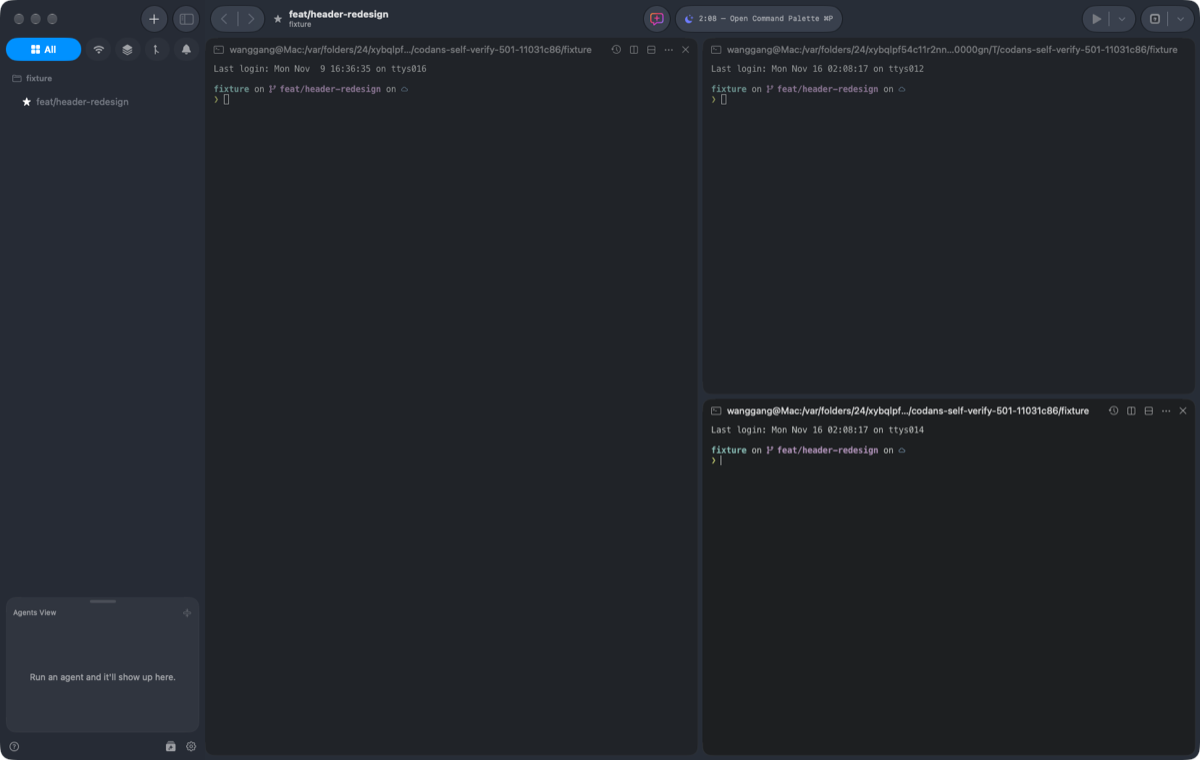 feat/header-redesign
fixture
2:08 — Open Command Palette ⌘P
All
fixture
feat/header-redesign
Agents View
Run an agent and it'll show up here.
wanggang@Mac:/var/folders/24/xybqlpf.../codans-self-verify-501-11031c86/fixture
Last login: Mon Nov  9 16:36:35 on ttys016
fixture on feat/header-redesign on
❯
wanggang@Mac:/var/folders/24/xybqlpf54c11r2nn...0000gn/T/codans-self-verify-501-11031c86/fixture
Last login: Mon Nov 16 02:08:17 on ttys012
fixture on feat/header-redesign on
❯
wanggang@Mac:/var/folders/24/xybqlpf.../codans-self-verify-501-11031c86/fixture
Last login: Mon Nov 16 02:08:17 on ttys014
fixture on feat/header-redesign on
❯